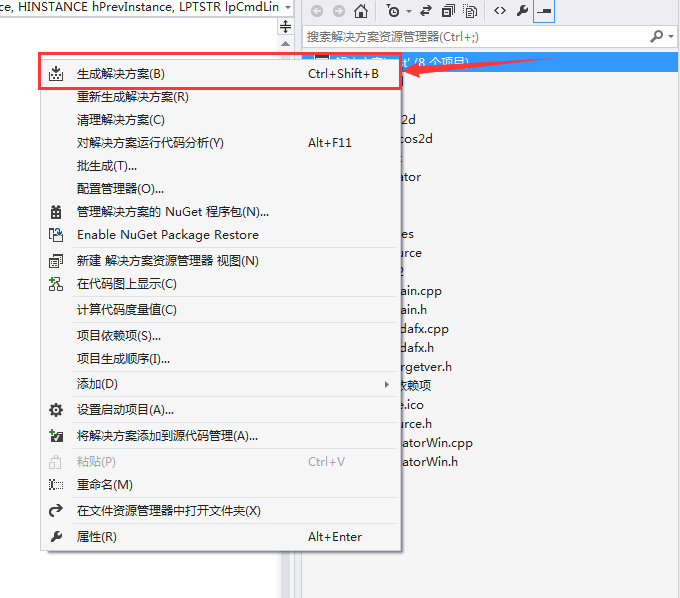 ce, HINSTANCE hPrevInstance, LPTSTR lpCmdLin
搜索解决方案资源管理器(Ctrl+;)
(8 个项目)
生成解决方案(B) Ctrl+Shift+B
重新生成解决方案(R)
清理解决方案(C)
对解决方案运行代码分析(Y) Alt+F11
批生成(T)...
配置管理器(O)...
管理解决方案的 NuGet 程序包(N)...
Enable NuGet Package Restore
新建 解决方案资源管理器 视图(N)
在代码图上显示(C)
计算代码度量值(C)
项目依赖项(S)...
项目生成顺序(I)...
添加(D)
设置启动项目(A)...
将解决方案添加到源代码管理(A)...
粘贴(P) Ctrl+V
重命名(M)
在文件资源管理器中打开文件夹(X)
属性(R) Alt+Enter
2d
cos2d
ator
es
urce
ain.cpp
ain.h
dafx.cpp
dafx.h
rgetver.h
依赖项
e.ico
urce.h
atorWin.cpp
atorWin.h